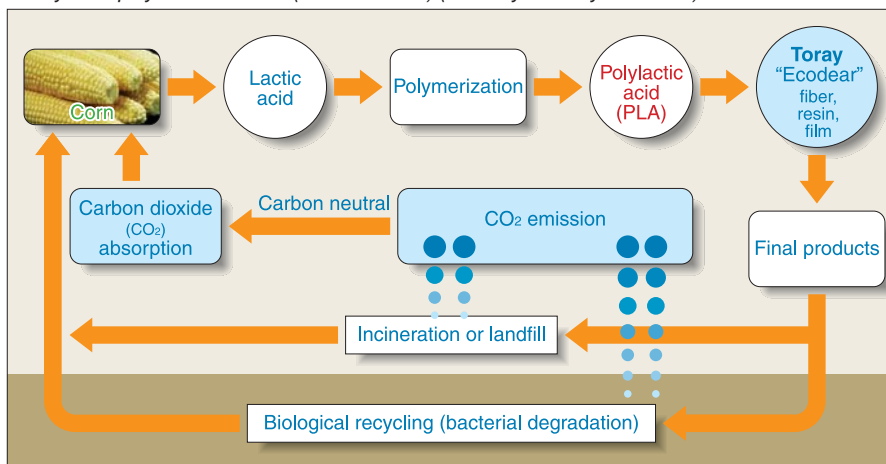 Corn
Lactic
acid
Polymerization
Polylactic
acid
(PLA)
Toray
“Ecodear”
fiber,
resin,
film
Carbon dioxide
(CO₂)
absorption
Carbon neutral
CO₂ emission
Final products
Incineration or landfill
Biological recycling (bacterial degradation)